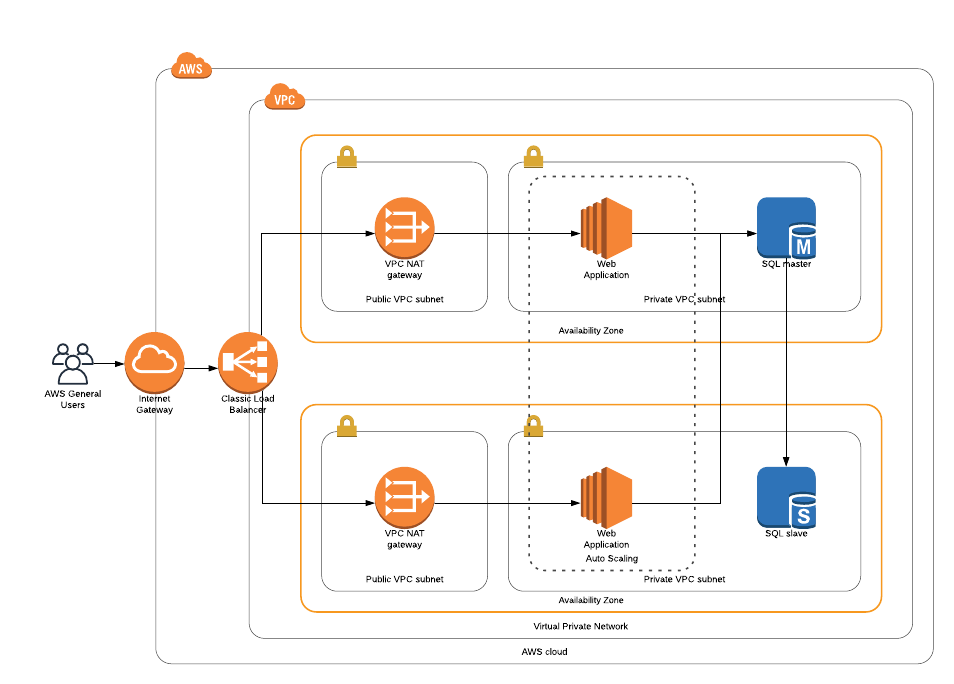 AWS
VPC
VPC NAT
gateway
Public VPC subnet
Web
Application
Private VPC subnet
M
SQL master
Availability Zone
AWS General
Users
Internet
Gateway
Classic Load
Balancer
VPC NAT
gateway
Public VPC subnet
Web
Application
Auto Scaling
Private VPC subnet
S
SQL slave
Availability Zone
Virtual Private Network
AWS cloud